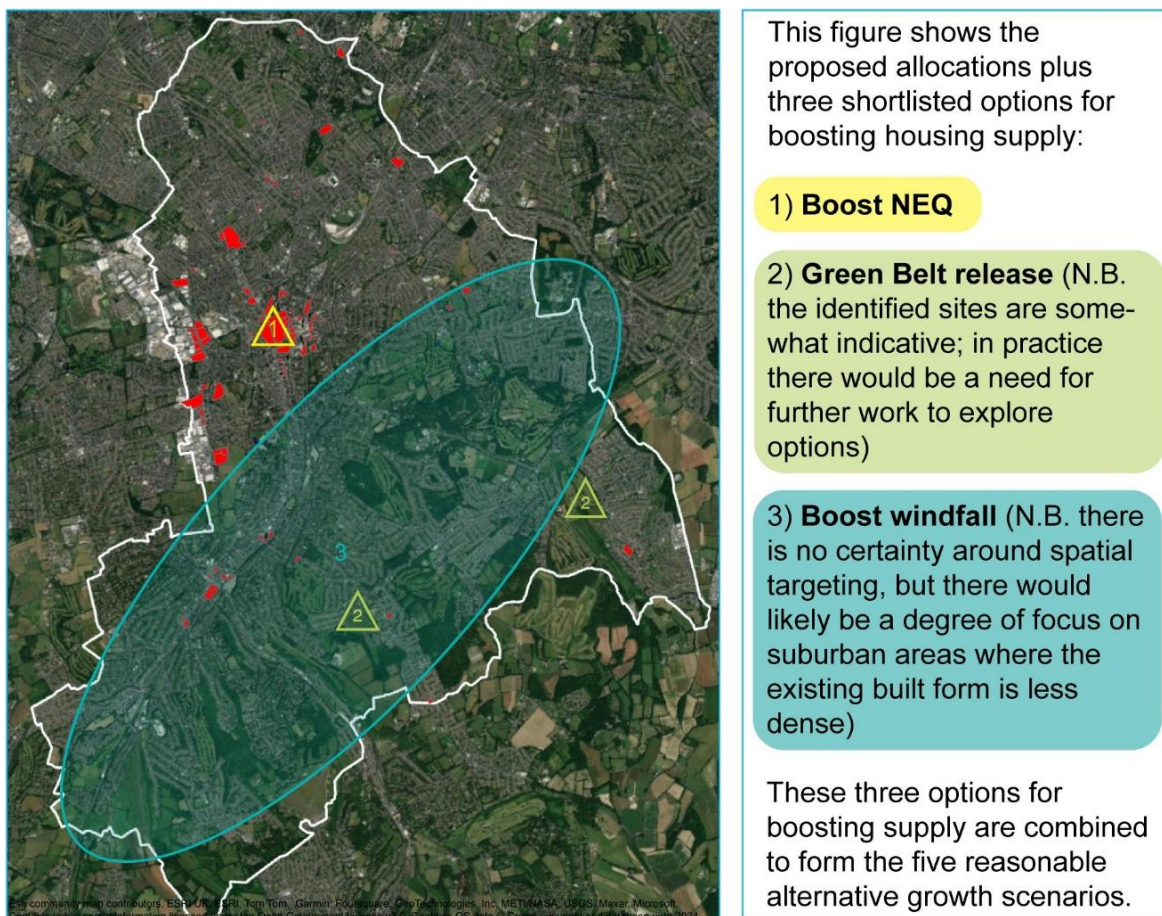 1
3
2
2
Esri community map contributors, ESRI UK, ESRI, TomTom, Garmin, Foursquare, GeoTechnologies, Inc, METI/NASA, USGS, Maxar, Microsoft
This figure shows the
proposed allocations plus
three shortlisted options for
boosting housing supply:
1) Boost NEQ
2) Green Belt release (N.B.
the identified sites are some-
what indicative; in practice
there would be a need for
further work to explore
options)
3) Boost windfall (N.B. there
is no certainty around spatial
targeting, but there would
likely be a degree of focus on
suburban areas where the
existing built form is less
dense)
These three options for
boosting supply are combined
to form the five reasonable
alternative growth scenarios.